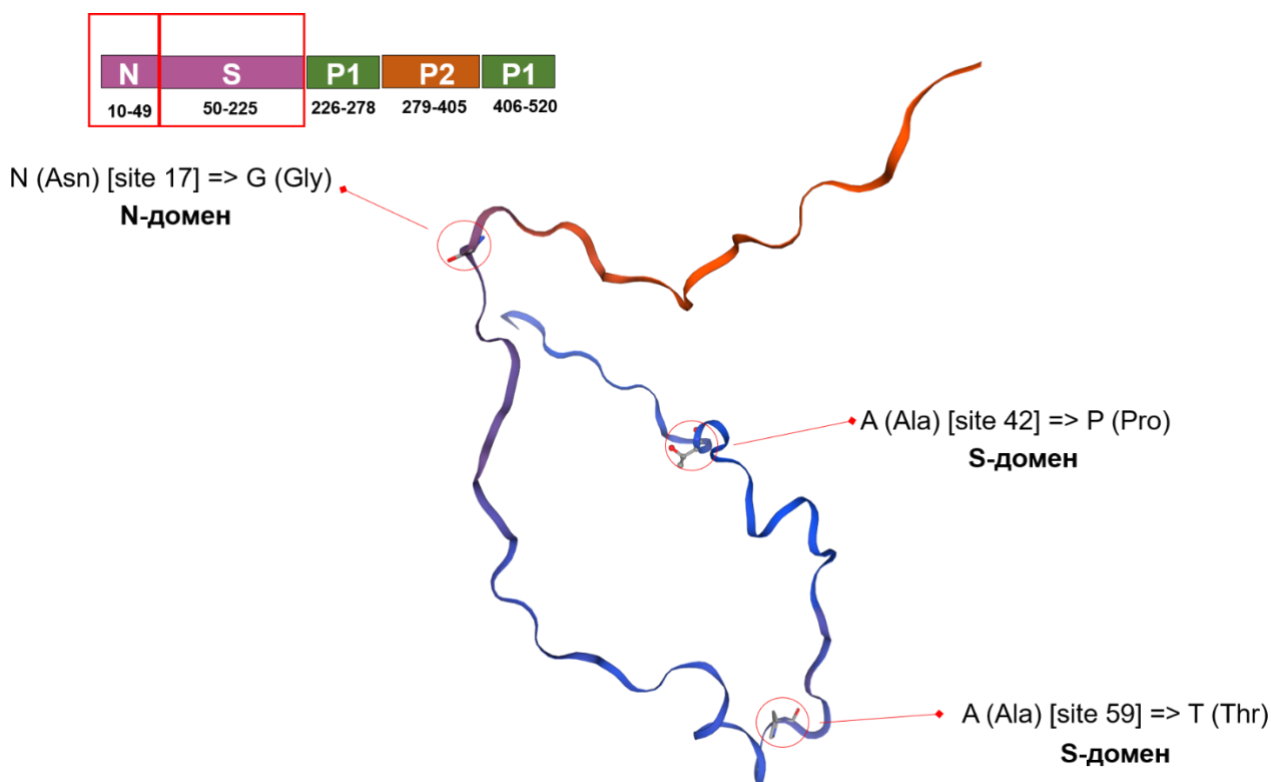 N S P1 P2 P1
10-49 50-225 226-278 279-405 406-520
N (Asn) [site 17] => G (Gly)
N-домен
A (Ala) [site 42] => P (Pro)
S-домен
A (Ala) [site 59] => T (Thr)
S-домен